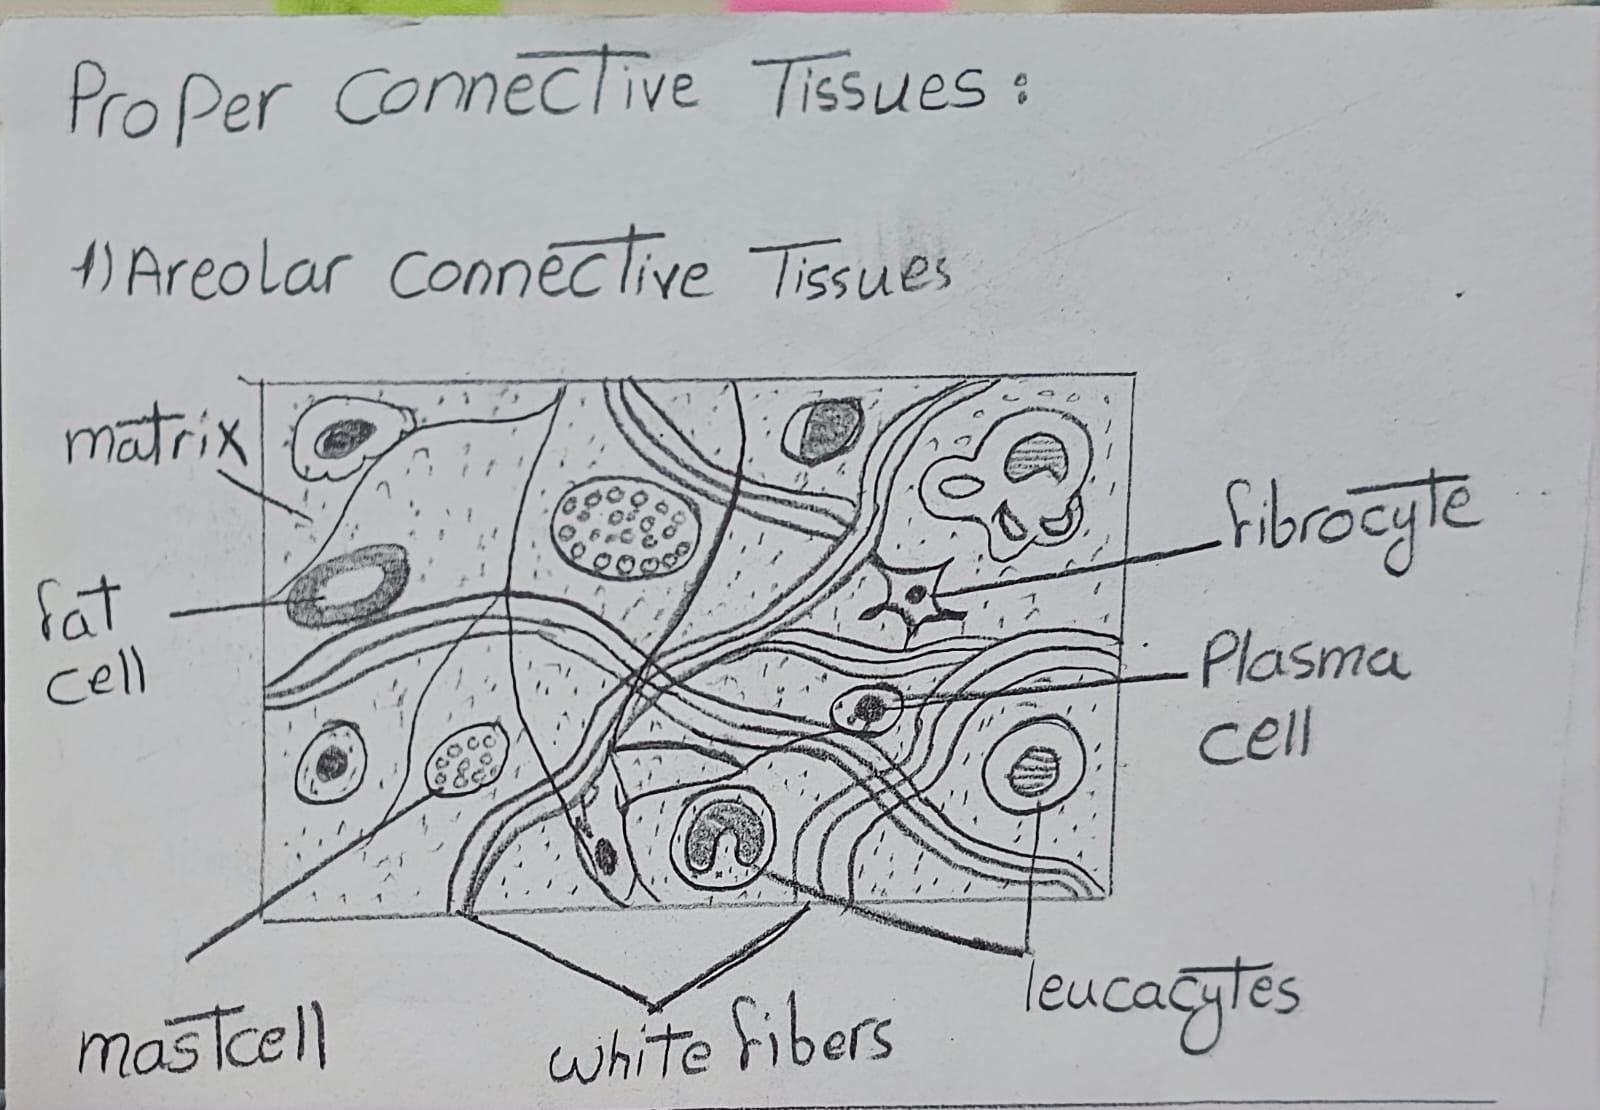 Proper Connective Tissues:
1) Areolar Connective Tissues
matrix
fat
cell
mastcell
white fibers
leucacytes
Plasma
cell
fibrocyte